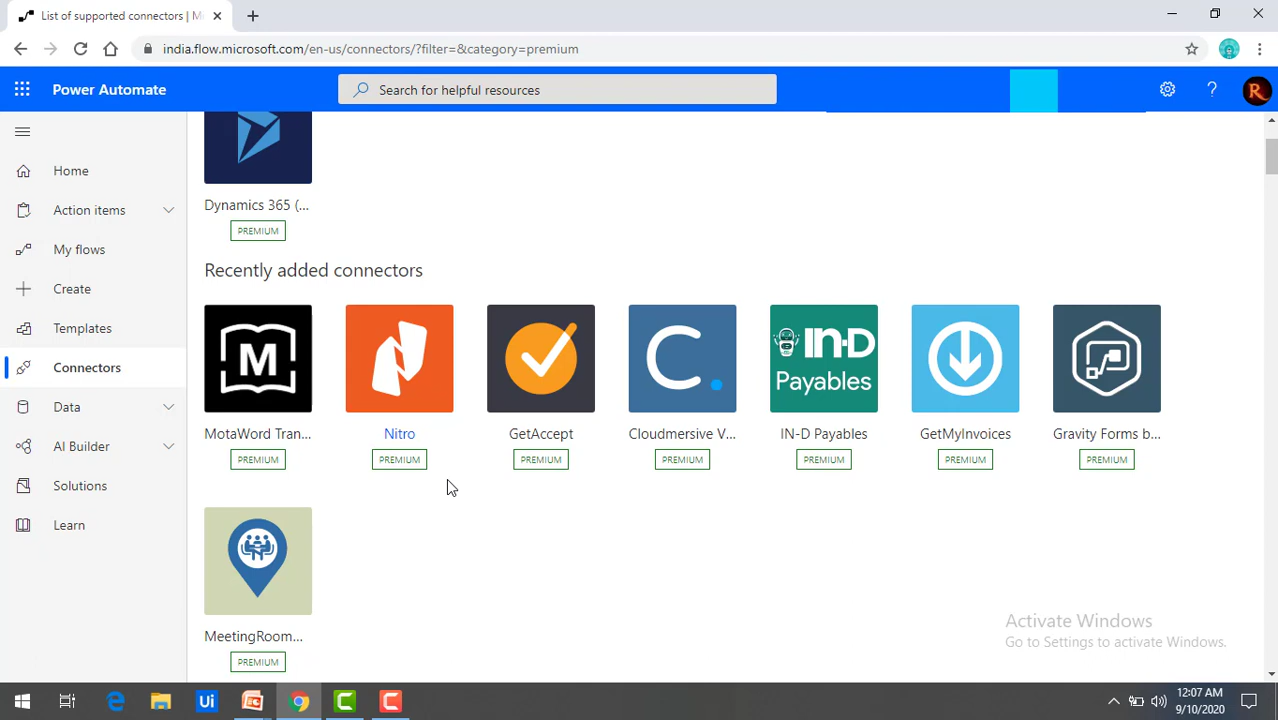 List of supported connectors | M
india.flow.microsoft.com/en-us/connectors/?filter=&category=premium
Power Automate
Search for helpful resources
?
R
Home
Action items
My flows
Create
Templates
Connectors
Data
AI Builder
Solutions
Learn
Dynamics 365 (...
PREMIUM
Recently added connectors
M
C.
IN-D
Payables
MotaWord Tran...
Nitro
GetAccept
Cloudmersive V...
IN-D Payables
GetMyInvoices
Gravity Forms b...
PREMIUM
PREMIUM
PREMIUM
PREMIUM
PREMIUM
PREMIUM
PREMIUM
MeetingRoom...
PREMIUM
Activate Windows
Go to Settings to activate Windows.
Ui
12:07 AM
9/10/2020